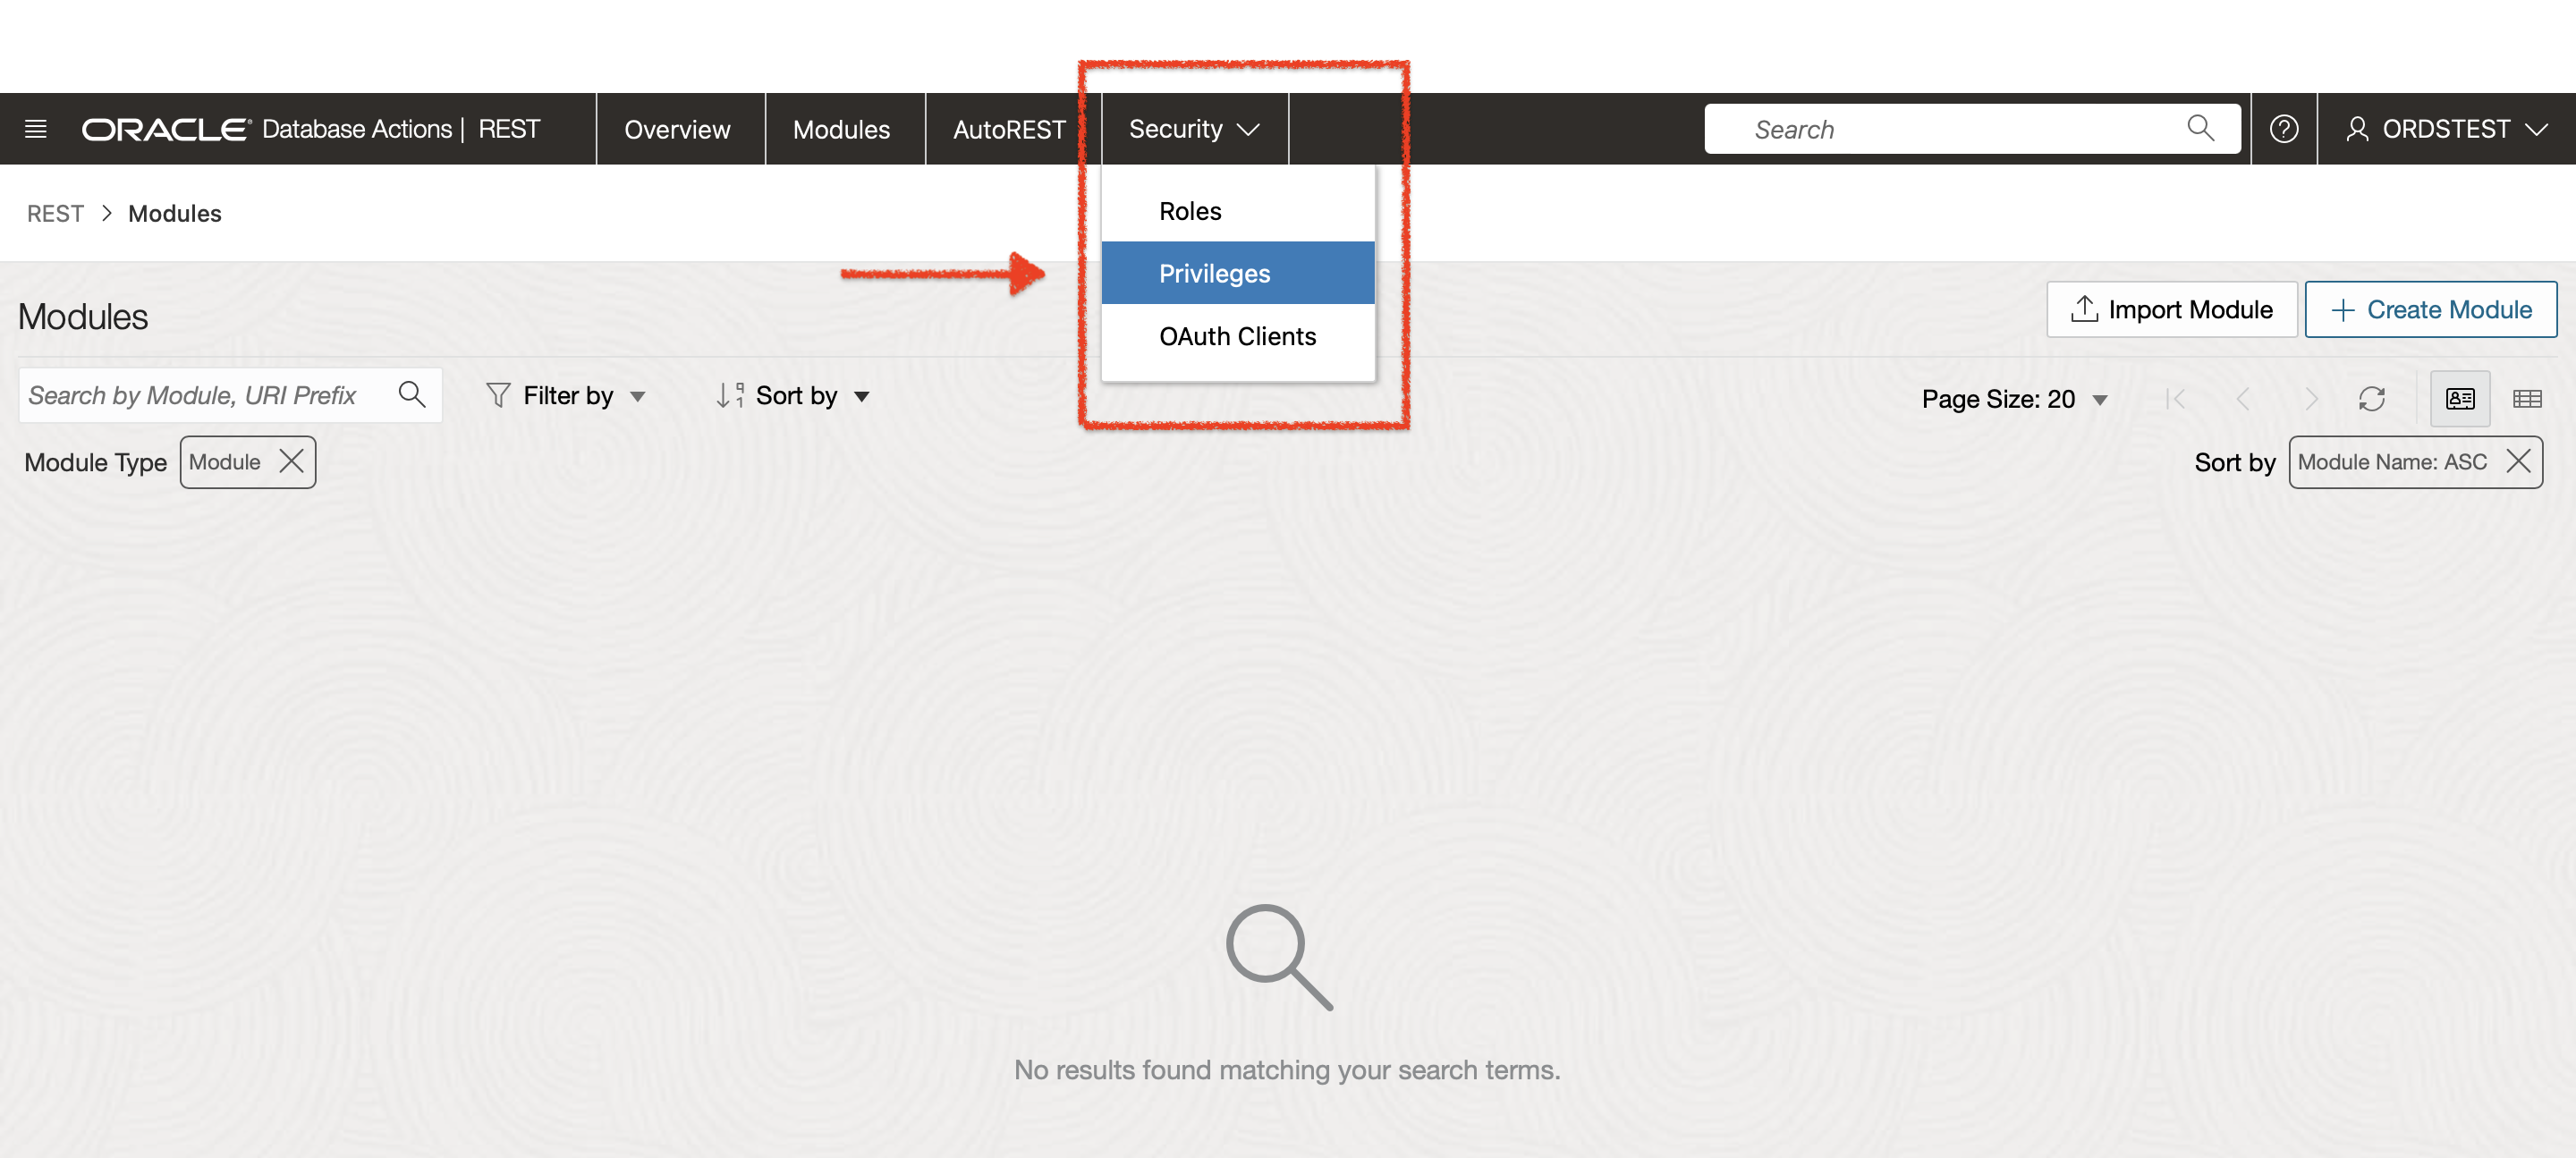 ORACLE® Database Actions | REST Overview Modules AutoREST Security Search ORDSTEST
Roles
REST > Modules
Privileges
Modules Import Module + Create Module
OAuth Clients
Search by Module, URI Prefix Filter by Sort by Page Size: 20
Module Type Module Sort by Module Name: ASC
No results found matching your search terms.